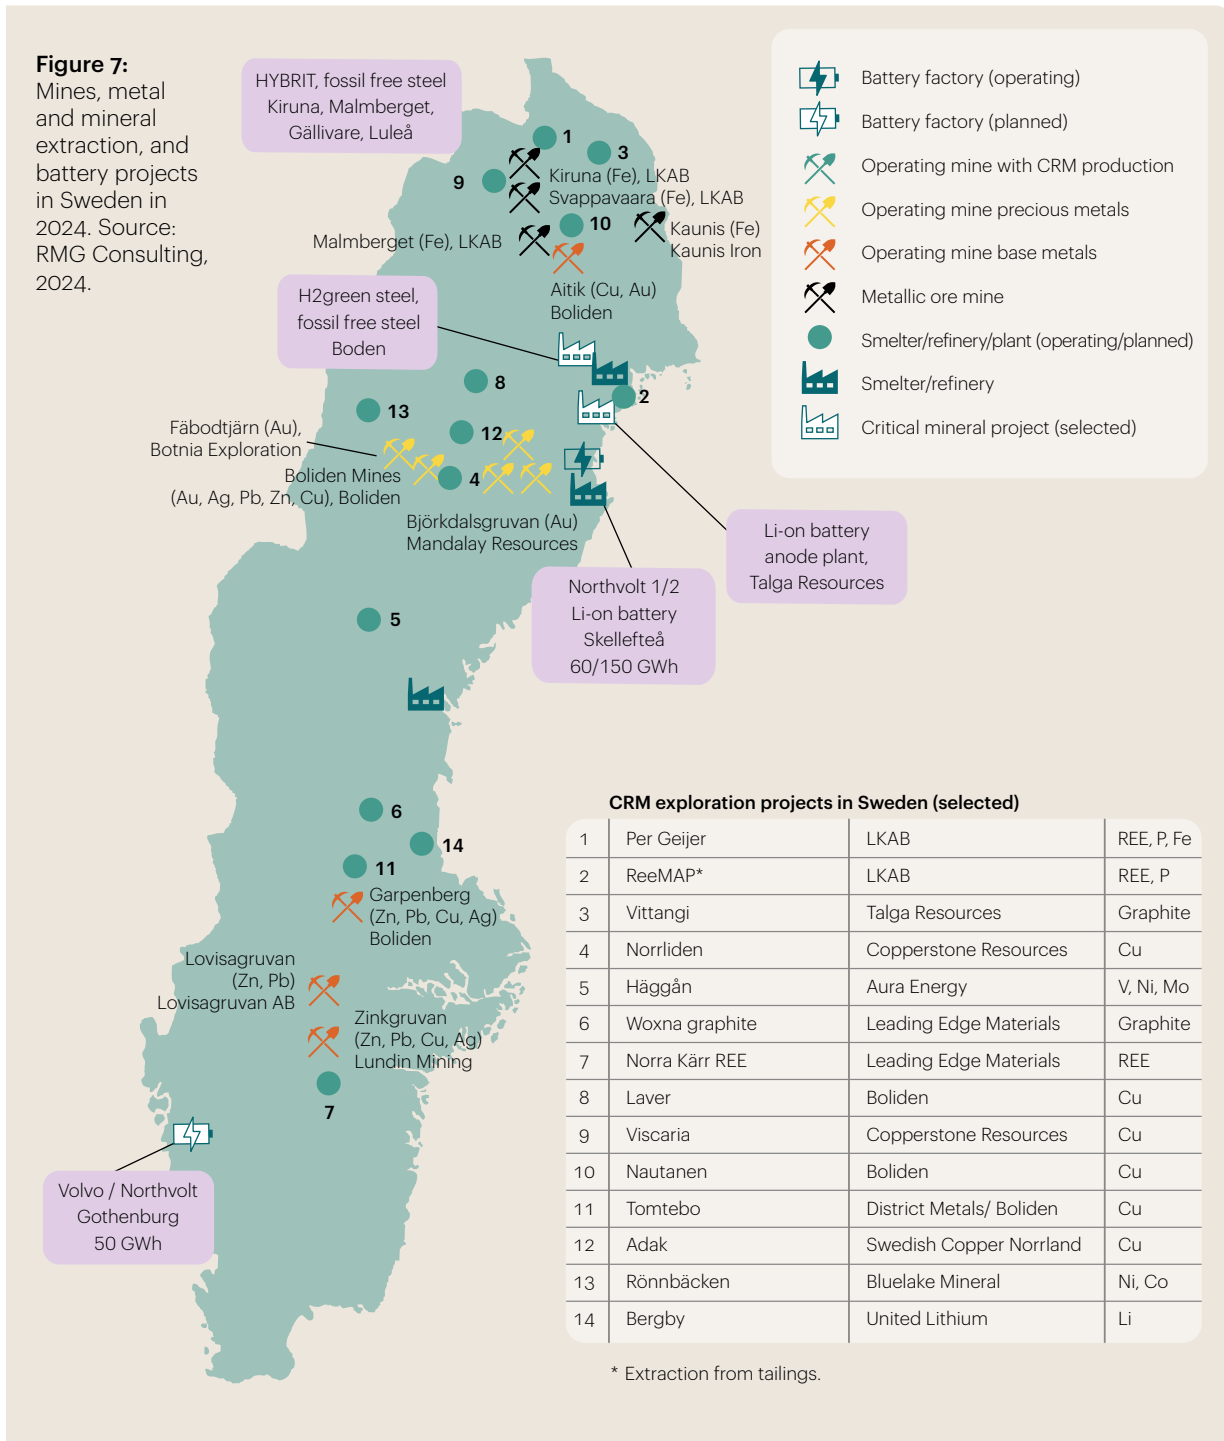 Figure 7:
Mines, metal
and mineral
extraction, and
battery projects
in Sweden in
2024. Source:
RMG Consulting,
2024.
HYBRIT, fossil free steel
Kiruna, Malmberget,
Gällivare, Luleå
Battery factory (operating)
Battery factory (planned)
Operating mine with CRM production
Operating mine precious metals
Operating mine base metals
Metallic ore mine
Smelter/refinery/plant (operating/planned)
Smelter/refinery
Critical mineral project (selected)
1
3
9
Kiruna (Fe), LKAB
Svappavaara (Fe), LKAB
10
Malmberget (Fe), LKAB
Kaunis (Fe)
Kaunis Iron
Aitik (Cu, Au)
Boliden
H2green steel,
fossil free steel
Boden
8
2
13
12
Fäbodtjärn (Au),
Botnia Exploration
Boliden Mines
(Au, Ag, Pb, Zn, Cu), Boliden
4
Björkdalsgruvan (Au)
Mandalay Resources
Li-on battery
anode plant,
Talga Resources
Northvolt 1/2
Li-on battery
Skellefteå
60/150 GWh
5
6
14
11
Garpenberg
(Zn, Pb, Cu, Ag)
Boliden
Lovisagruvan
(Zn, Pb)
Lovisagruvan AB
Zinkgruvan
(Zn, Pb, Cu, Ag)
Lundin Mining
7
Volvo / Northvolt
Gothenburg
50 GWh
CRM exploration projects in Sweden (selected)
1 Per Geijer LKAB REE, P, Fe
2 ReeMAP* LKAB REE, P
3 Vittangi Talga Resources Graphite
4 Norrliden Copperstone Resources Cu
5 Häggån Aura Energy V, Ni, Mo
6 Woxna graphite Leading Edge Materials Graphite
7 Norra Kärr REE Leading Edge Materials REE
8 Laver Boliden Cu
9 Viscaria Copperstone Resources Cu
10 Nautanen Boliden Cu
11 Tomtebo District Metals/ Boliden Cu
12 Adak Swedish Copper Norrland Cu
13 Rönnbäcken Bluelake Mineral Ni, Co
14 Bergby United Lithium Li
* Extraction from tailings.